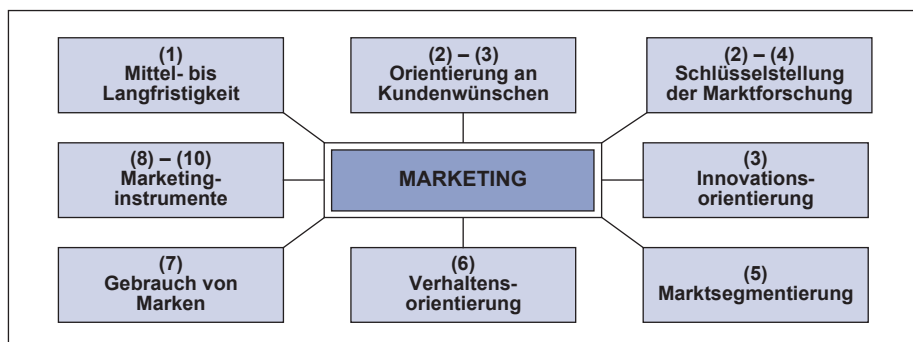 (1)
Mittel- bis
Langfristigkeit
(2) – (3)
Orientierung an
Kundenwünschen
(2) – (4)
Schlüsselstellung
der Marktforschung
(8) – (10)
Marketing-
instrumente
MARKETING
(3)
Innovations-
orientierung
(7)
Gebrauch von
Marken
(6)
Verhaltens-
orientierung
(5)
Marktsegmentierung